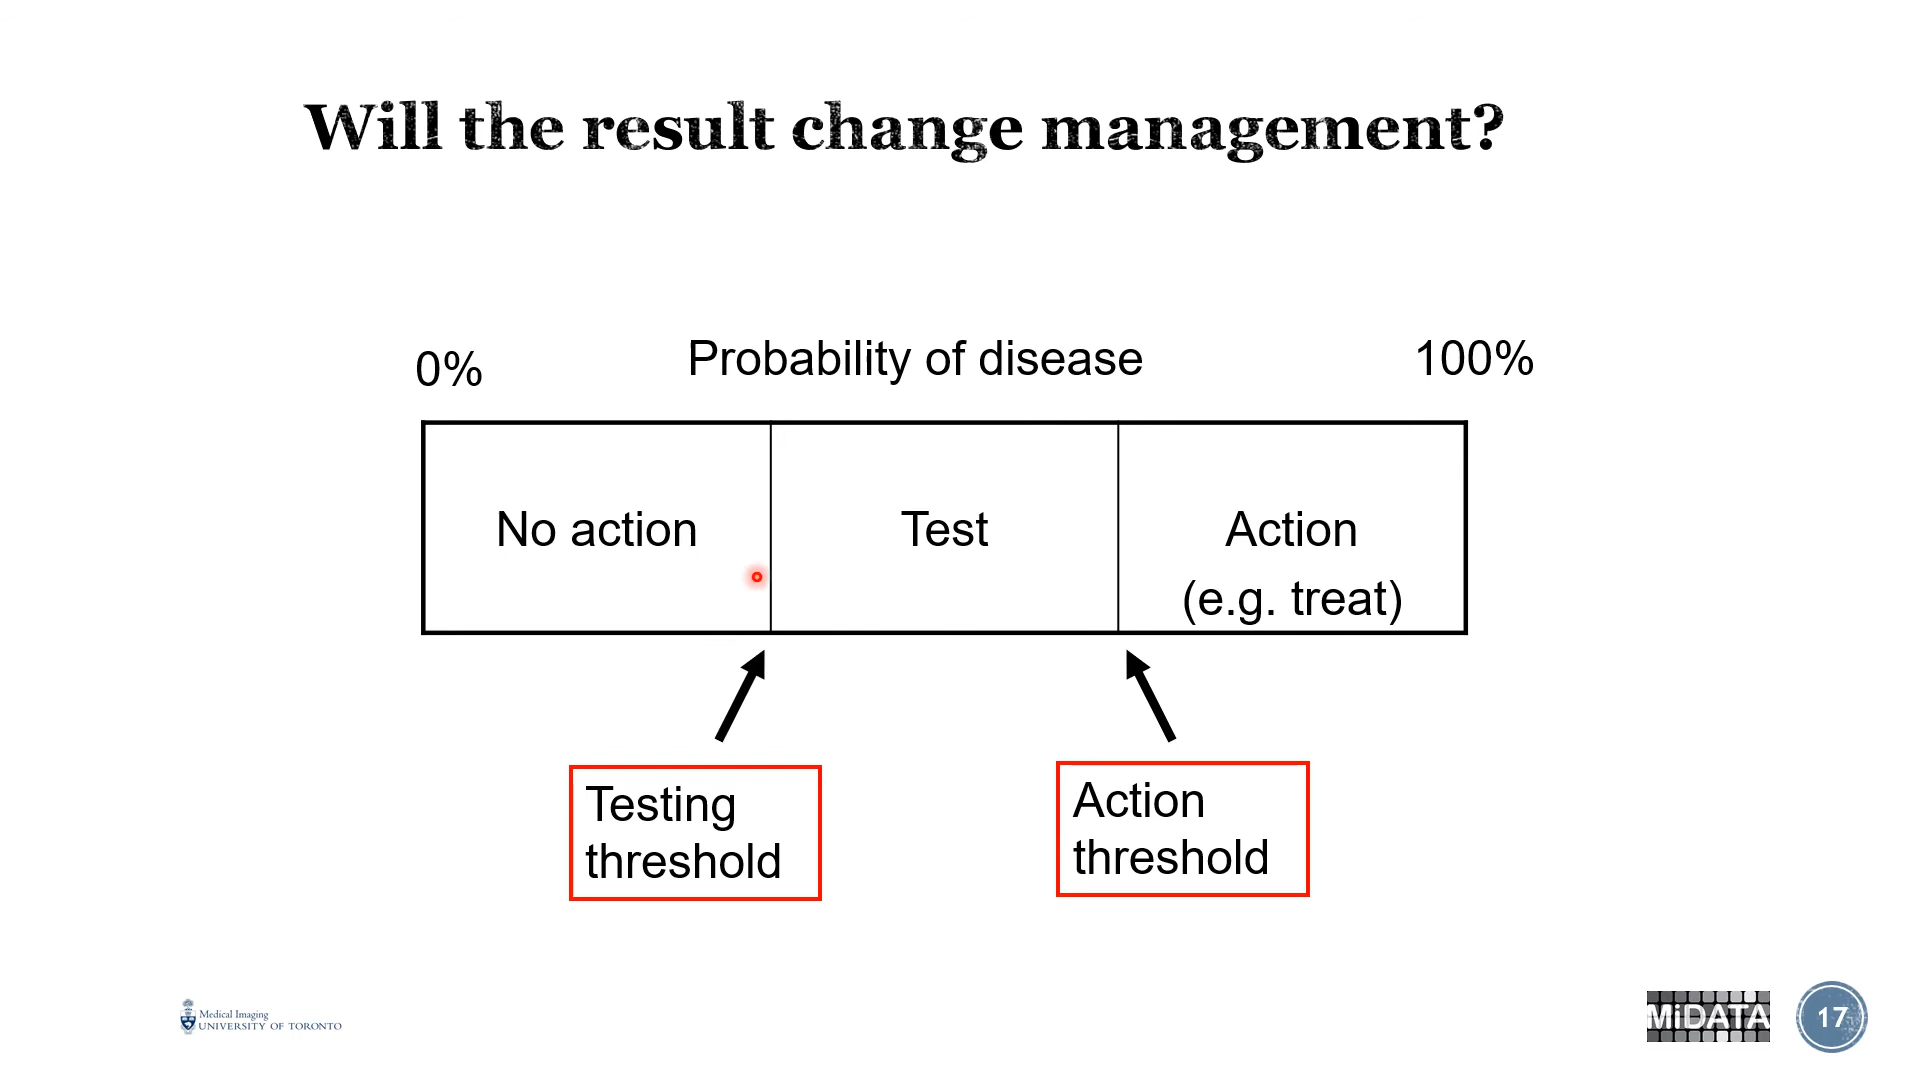 Will the result change management?
0%
Probability of disease
100%
No action
Test
Action
(e.g. treat)
Testing
threshold
Action
threshold
Medical Imaging
UNIVERSITY OF TORONTO
MiDATA
17